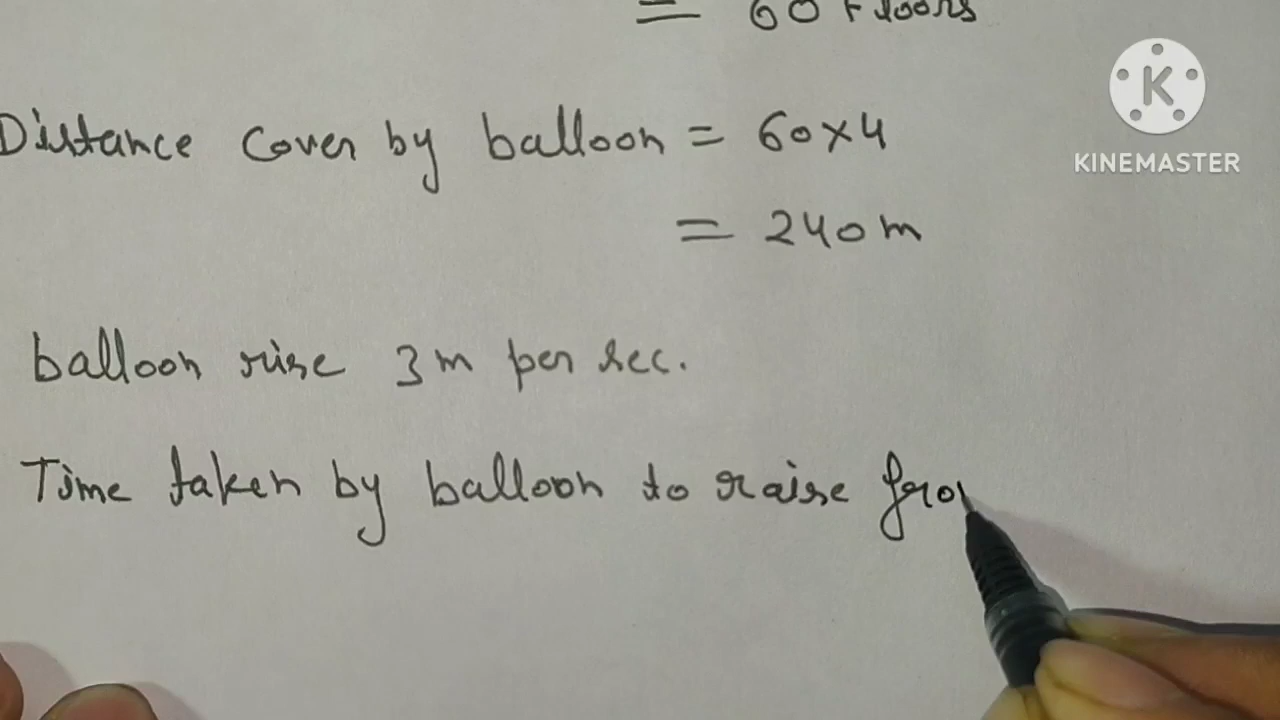 = 60 Floors
Distance Cover by balloon = 60x4
= 240m
balloon rise 3m per sec.
Time taken by balloon to raise fro
K
KINEMASTER